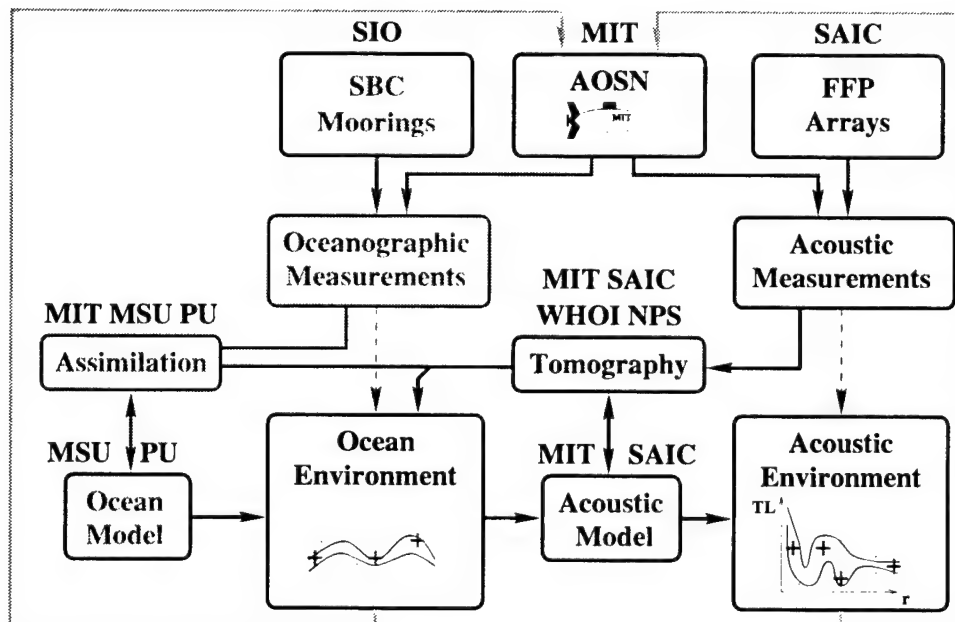 SIO
MIT
SAIC
SBC
Moorings
AOSN
MIT
FFP
Arrays
Oceanographic
Measurements
Acoustic
Measurements
MIT SAIC
WHOI NPS
MIT MSU PU
Assimilation
Tomography
MSU PU
Ocean
Model
Ocean
Environment
MIT SAIC
Acoustic
Model
Acoustic
Environment
TL
r